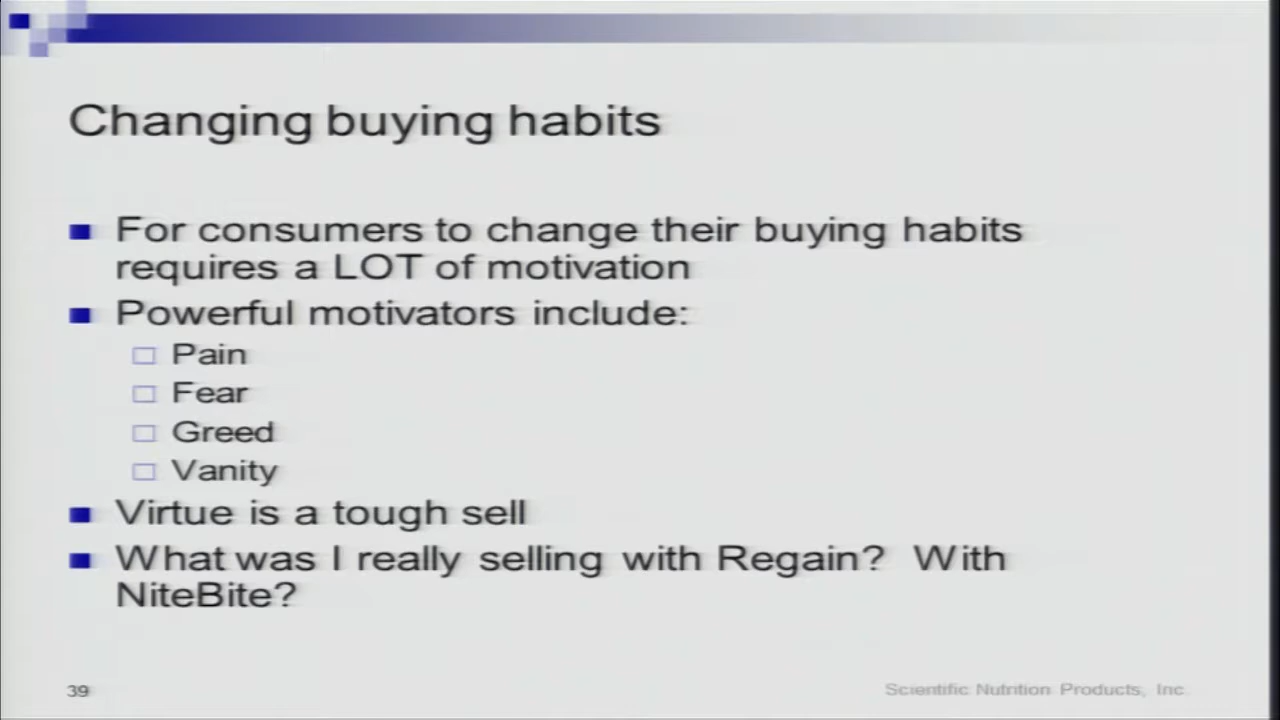 Changing buying habits
For consumers to change their buying habits
requires a LOT of motivation
Powerful motivators include:
Pain
Fear
Greed
Vanity
Virtue is a tough sell
What was I really selling with Regain? With
NiteBite?
39
Scientific Nutrition Products, Inc.